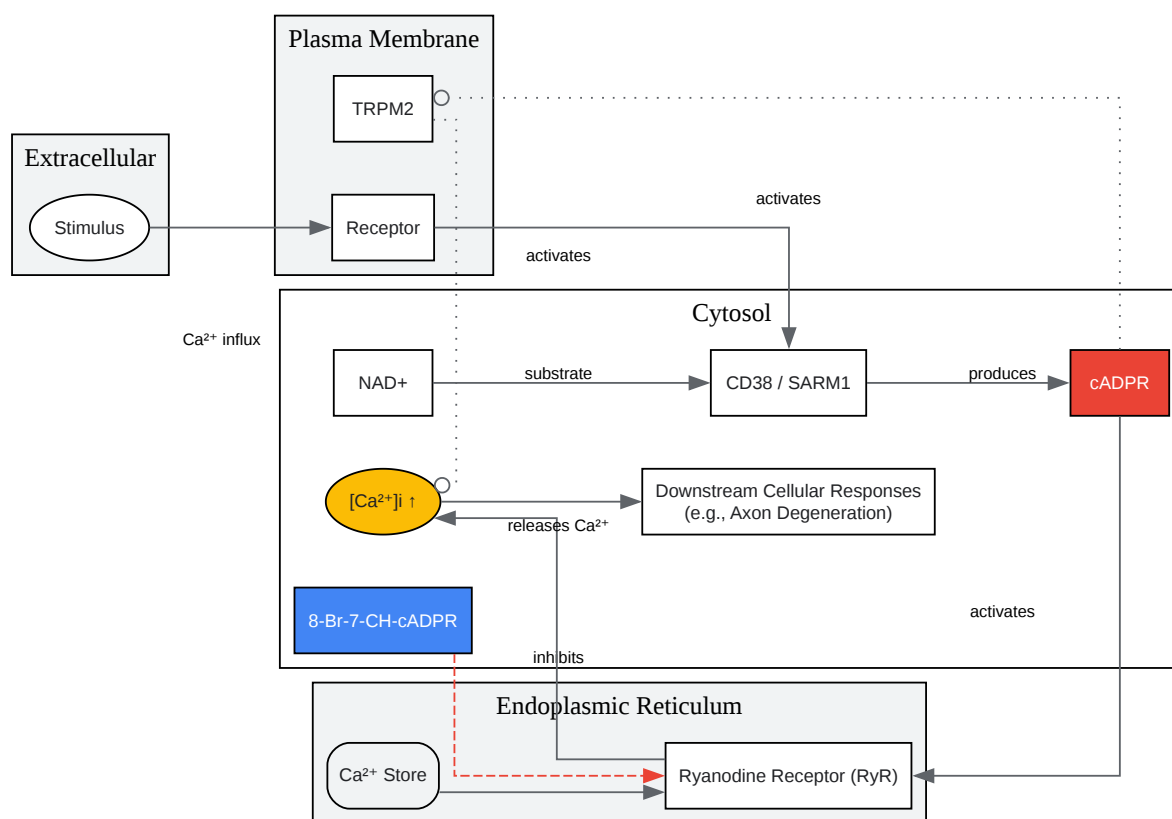 Plasma Membrane
TRPM2
Extracellular
Stimulus
Receptor
activates
activates
Cytosol
Ca²⁺ influx
NAD+
substrate
CD38 / SARM1
produces
cADPR
[Ca²⁺]i ↑
Downstream Cellular Responses
(e.g., Axon Degeneration)
releases Ca²⁺
8-Br-7-CH-cADPR
activates
inhibits
Endoplasmic Reticulum
Ca²⁺ Store
Ryanodine Receptor (RyR)